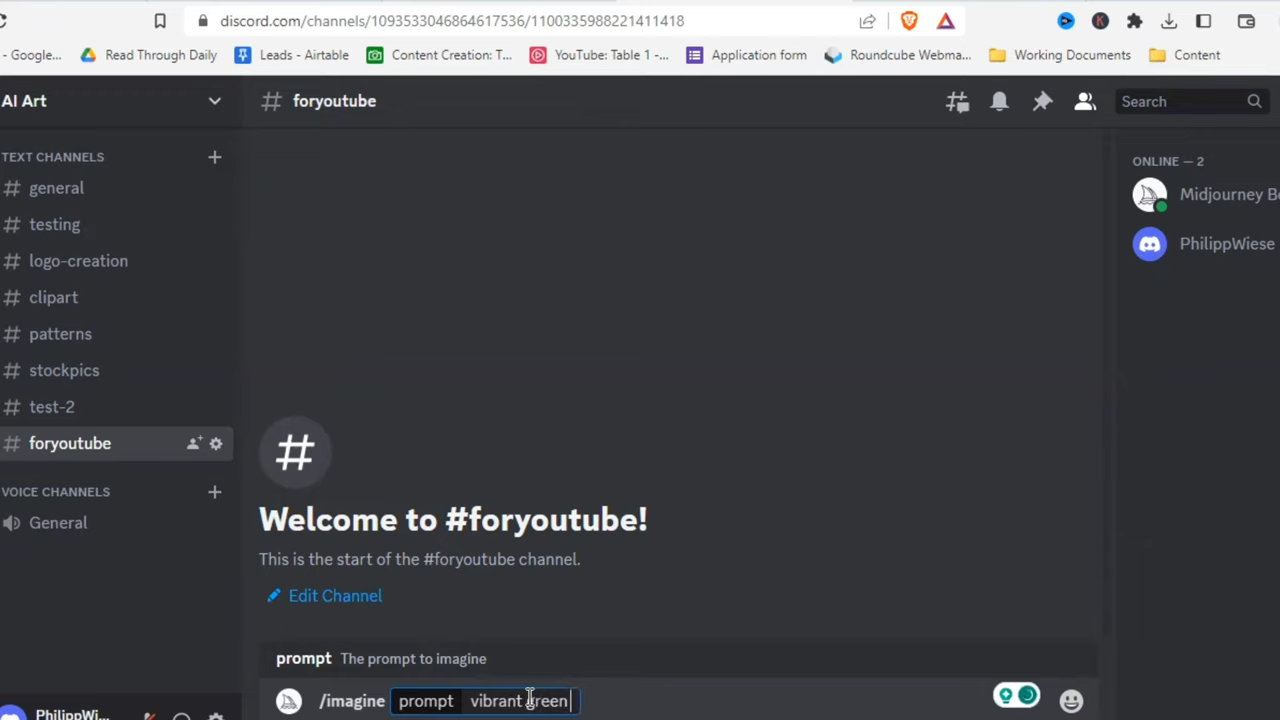 discord.com/channels/1093533046864617536/1100335988221411418
- Google... Read Through Daily Leads - Airtable Content Creation: T... YouTube: Table 1 -... Application form Roundcube Webma... Working Documents Content
AI Art
foryoutube
Search
TEXT CHANNELS
general
testing
logo-creation
clipart
patterns
stockpics
test-2
foryoutube
VOICE CHANNELS
General
PhilippWi...
Welcome to #foryoutube!
This is the start of the #foryoutube channel.
Edit Channel
prompt The prompt to imagine
/imagine prompt vibrant green
ONLINE — 2
Midjourney B
PhilippWiese